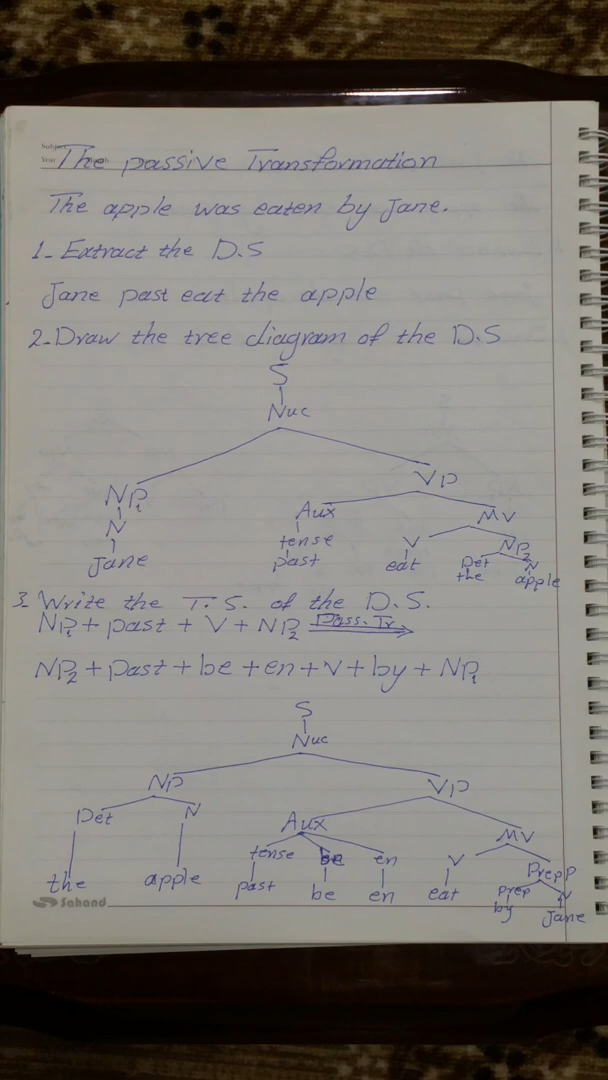 Subject:
The passive Transformation
The apple was eaten by Jane.
1- Extract the D.S
Jane past eat the apple
2- Draw the tree diagram of the D.S
S
Nuc
NP1 VP
N Aux MV
Jane tense V NP2
past eat Det N
the apple
3. Write the T.S. of the D.S.
NP1 + past + V + NP2 Pass. Tr.
NP2 + past + be + en + V + by + NP1
S
Nuc
NP VP
Det N Aux MV
tense be en V PrepP
the apple past be en eat prep N
by Jane
Sahand